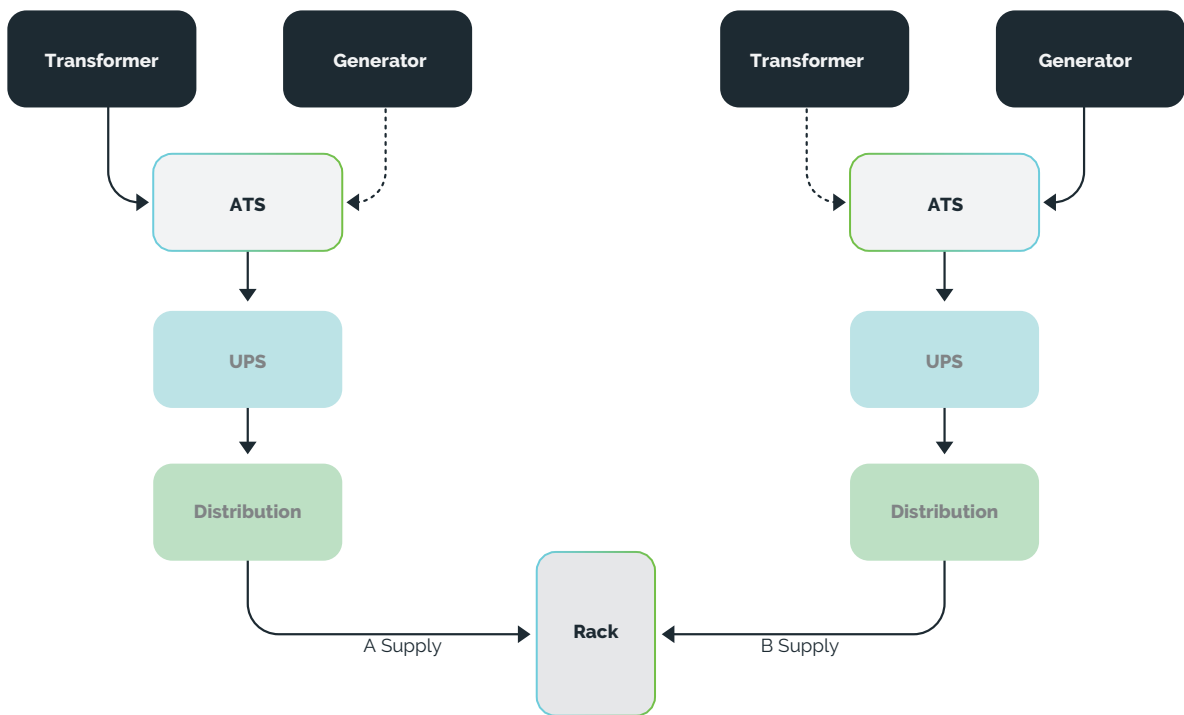 Transformer
Generator
Transformer
Generator
ATS
ATS
UPS
UPS
Distribution
Distribution
Rack
A Supply
B Supply